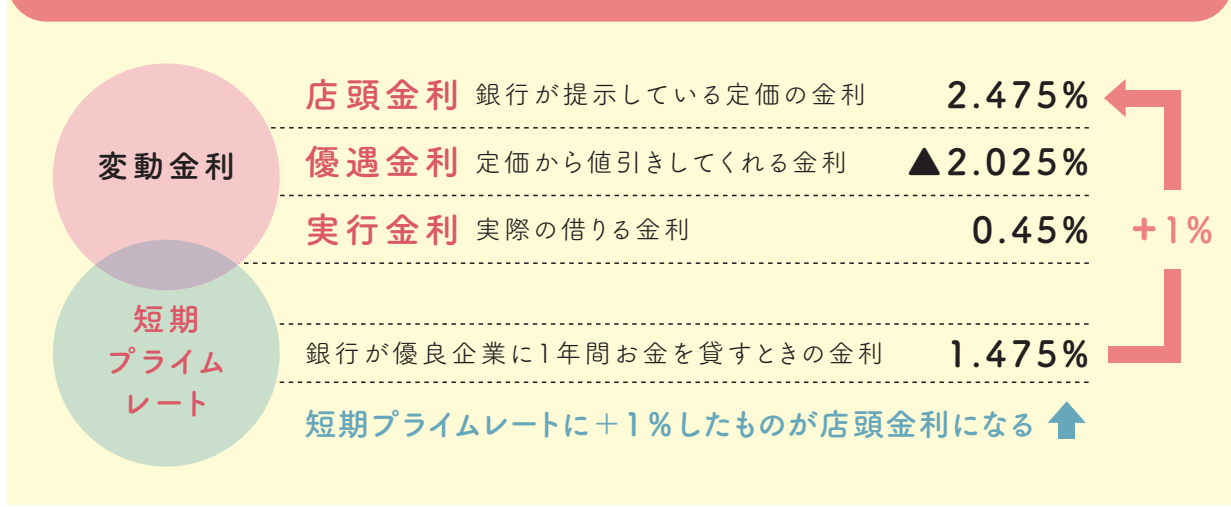 店頭金利 銀行が提示している定価の金利 2.475%
変動金利
優遇金利 定価から値引きしてくれる金利 ▲2.025%
実行金利 実際の借りる金利 0.45%
+1%
短期
プライム
レート
銀行が優良企業に1年間お金を貸すときの金利 1.475%
短期プライムレートに+1%したものが店頭金利になる